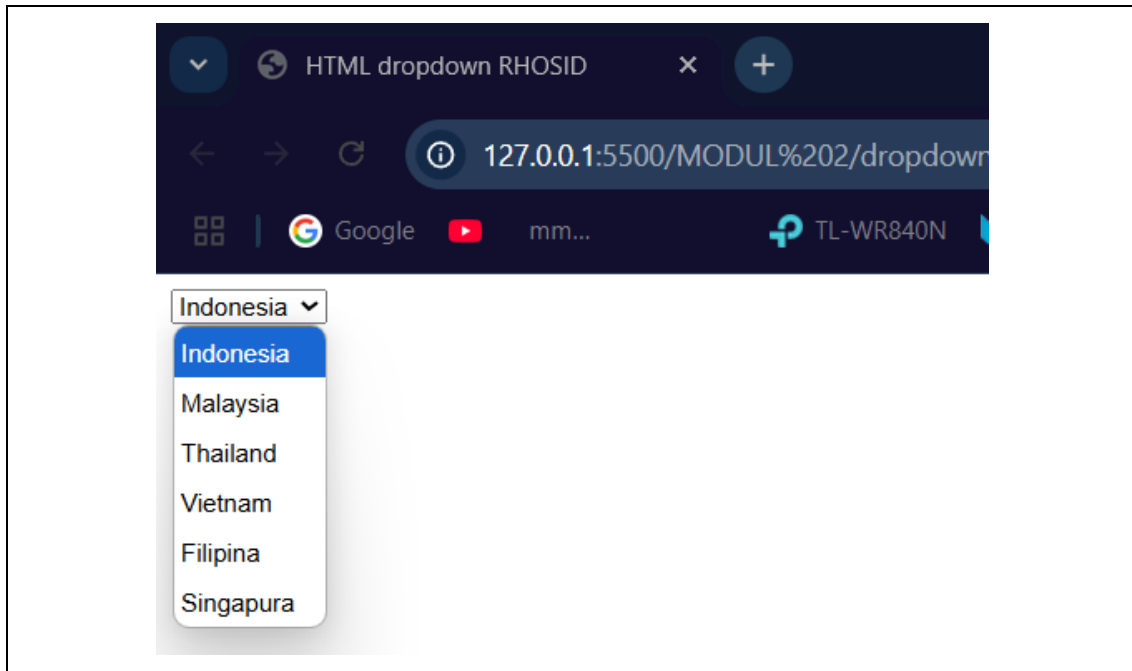 HTML dropdown RHOSID
127.0.0.1:5500/MODUL%202/dropdown
Google mm... TL-WR840N
Indonesia
Indonesia
Malaysia
Thailand
Vietnam
Filipina
Singapura